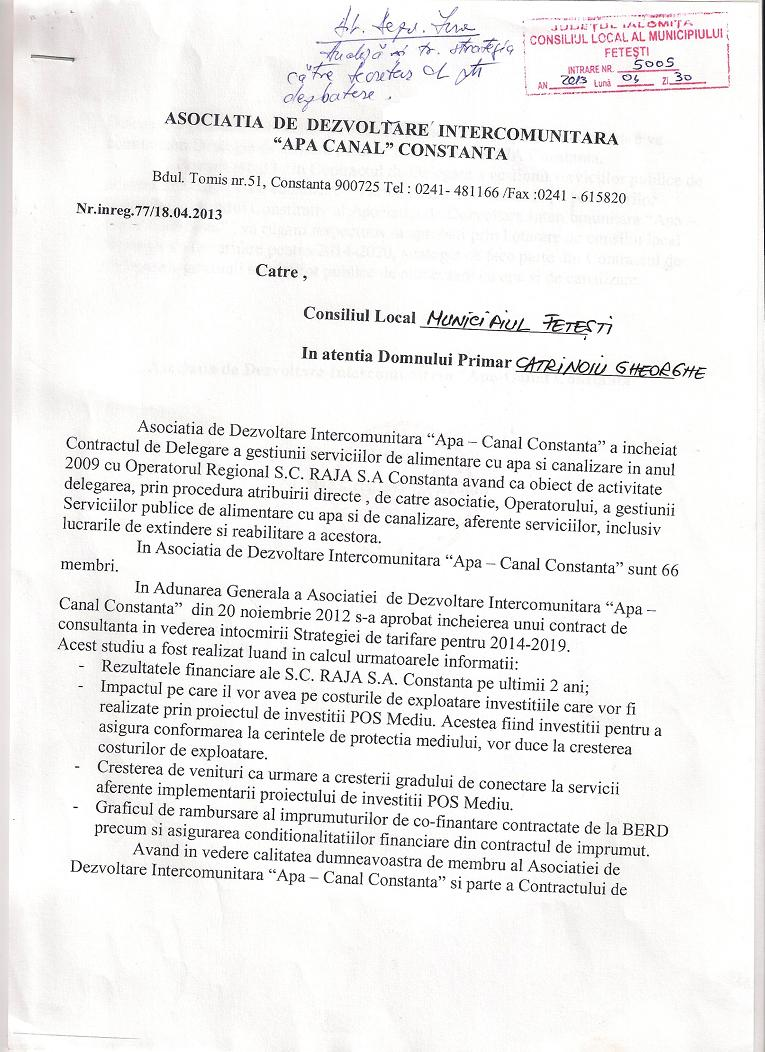 JUDEȚUL IALOMIȚA
CONSILIUL LOCAL AL MUNICIPIULUI
FETEȘTI
INTRARE NR. 5005
AN 2013 Lună 04 Zi 30
strategia
către
dezbatere.
ASOCIATIA DE DEZVOLTARE INTERCOMUNITARA
“APA CANAL” CONSTANTA
Bdul. Tomis nr.51, Constanta 900725 Tel : 0241- 481166 /Fax :0241 - 615820
Nr.inreg.77/18.04.2013
Catre ,
Consiliul Local MUNICIPIUL FETEȘTI
In atentia Domnului Primar CATRINOIU GHEORGHE
Asociatia de Dezvoltare Intercomunitara “Apa – Canal Constanta” a incheiat
Contractul de Delegare a gestiunii serviciilor de alimentare cu apa si canalizare in anul
2009 cu Operatorul Regional S.C. RAJA S.A Constanta avand ca obiect de activitate
delegarea, prin procedura atribuirii directe , de catre asociatie, Operatorului, a gestiunii
Serviciilor publice de alimentare cu apa si de canalizare, aferente serviciilor, inclusiv
lucrarile de extindere si reabilitare a acestora.
In Asociatia de Dezvoltare Intercomunitara “Apa – Canal Constanta” sunt 66
membri.
In Adunarea Generala a Asociatiei de Dezvoltare Intercomunitara “Apa –
Canal Constanta” din 20 noiembrie 2012 s-a aprobat incheierea unui contract de
consultanta in vederea intocmirii Strategiei de tarifare pentru 2014-2019.
Acest studiu a fost realizat luand in calcul urmatoarele informatii:
- Rezultatele financiare ale S.C. RAJA S.A. Constanta pe ultimii 2 ani;
- Impactul pe care il vor avea pe costurile de exploatare investitiile care vor fi
realizate prin proiectul de investitii POS Mediu. Acestea fiind investitii pentru a
asigura conformarea la cerintele de protectia mediului, vor duce la cresterea
costurilor de exploatare.
- Cresterea de venituri ca urmare a cresterii gradului de conectare la servicii
aferente implementarii proiectului de investitii POS Mediu.
- Graficul de rambursare al imprumuturilor de co-finantare contractate de la BERD
precum si asigurarea conditionalitatiilor financiare din contractul de imprumut.
Avand in vedere calitatea dumneavoastra de membru al Asociatiei de
Dezvoltare Intercomunitara “Apa – Canal Constanta” si parte a Contractului de